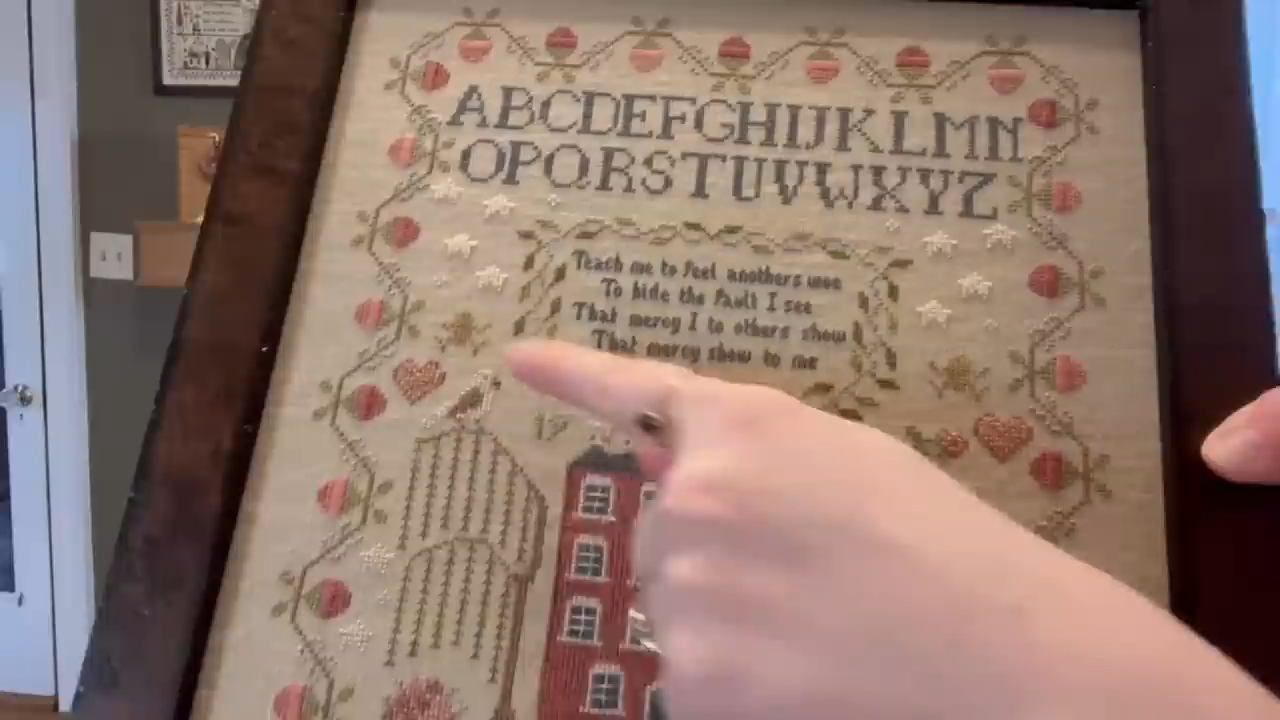 ABCDEFGHIJKLMN
OPQRSTUVWXYZ
Teach me to feel anothers woe
To hide the fault I see
That mercy I to others show
That mercy show to me
17